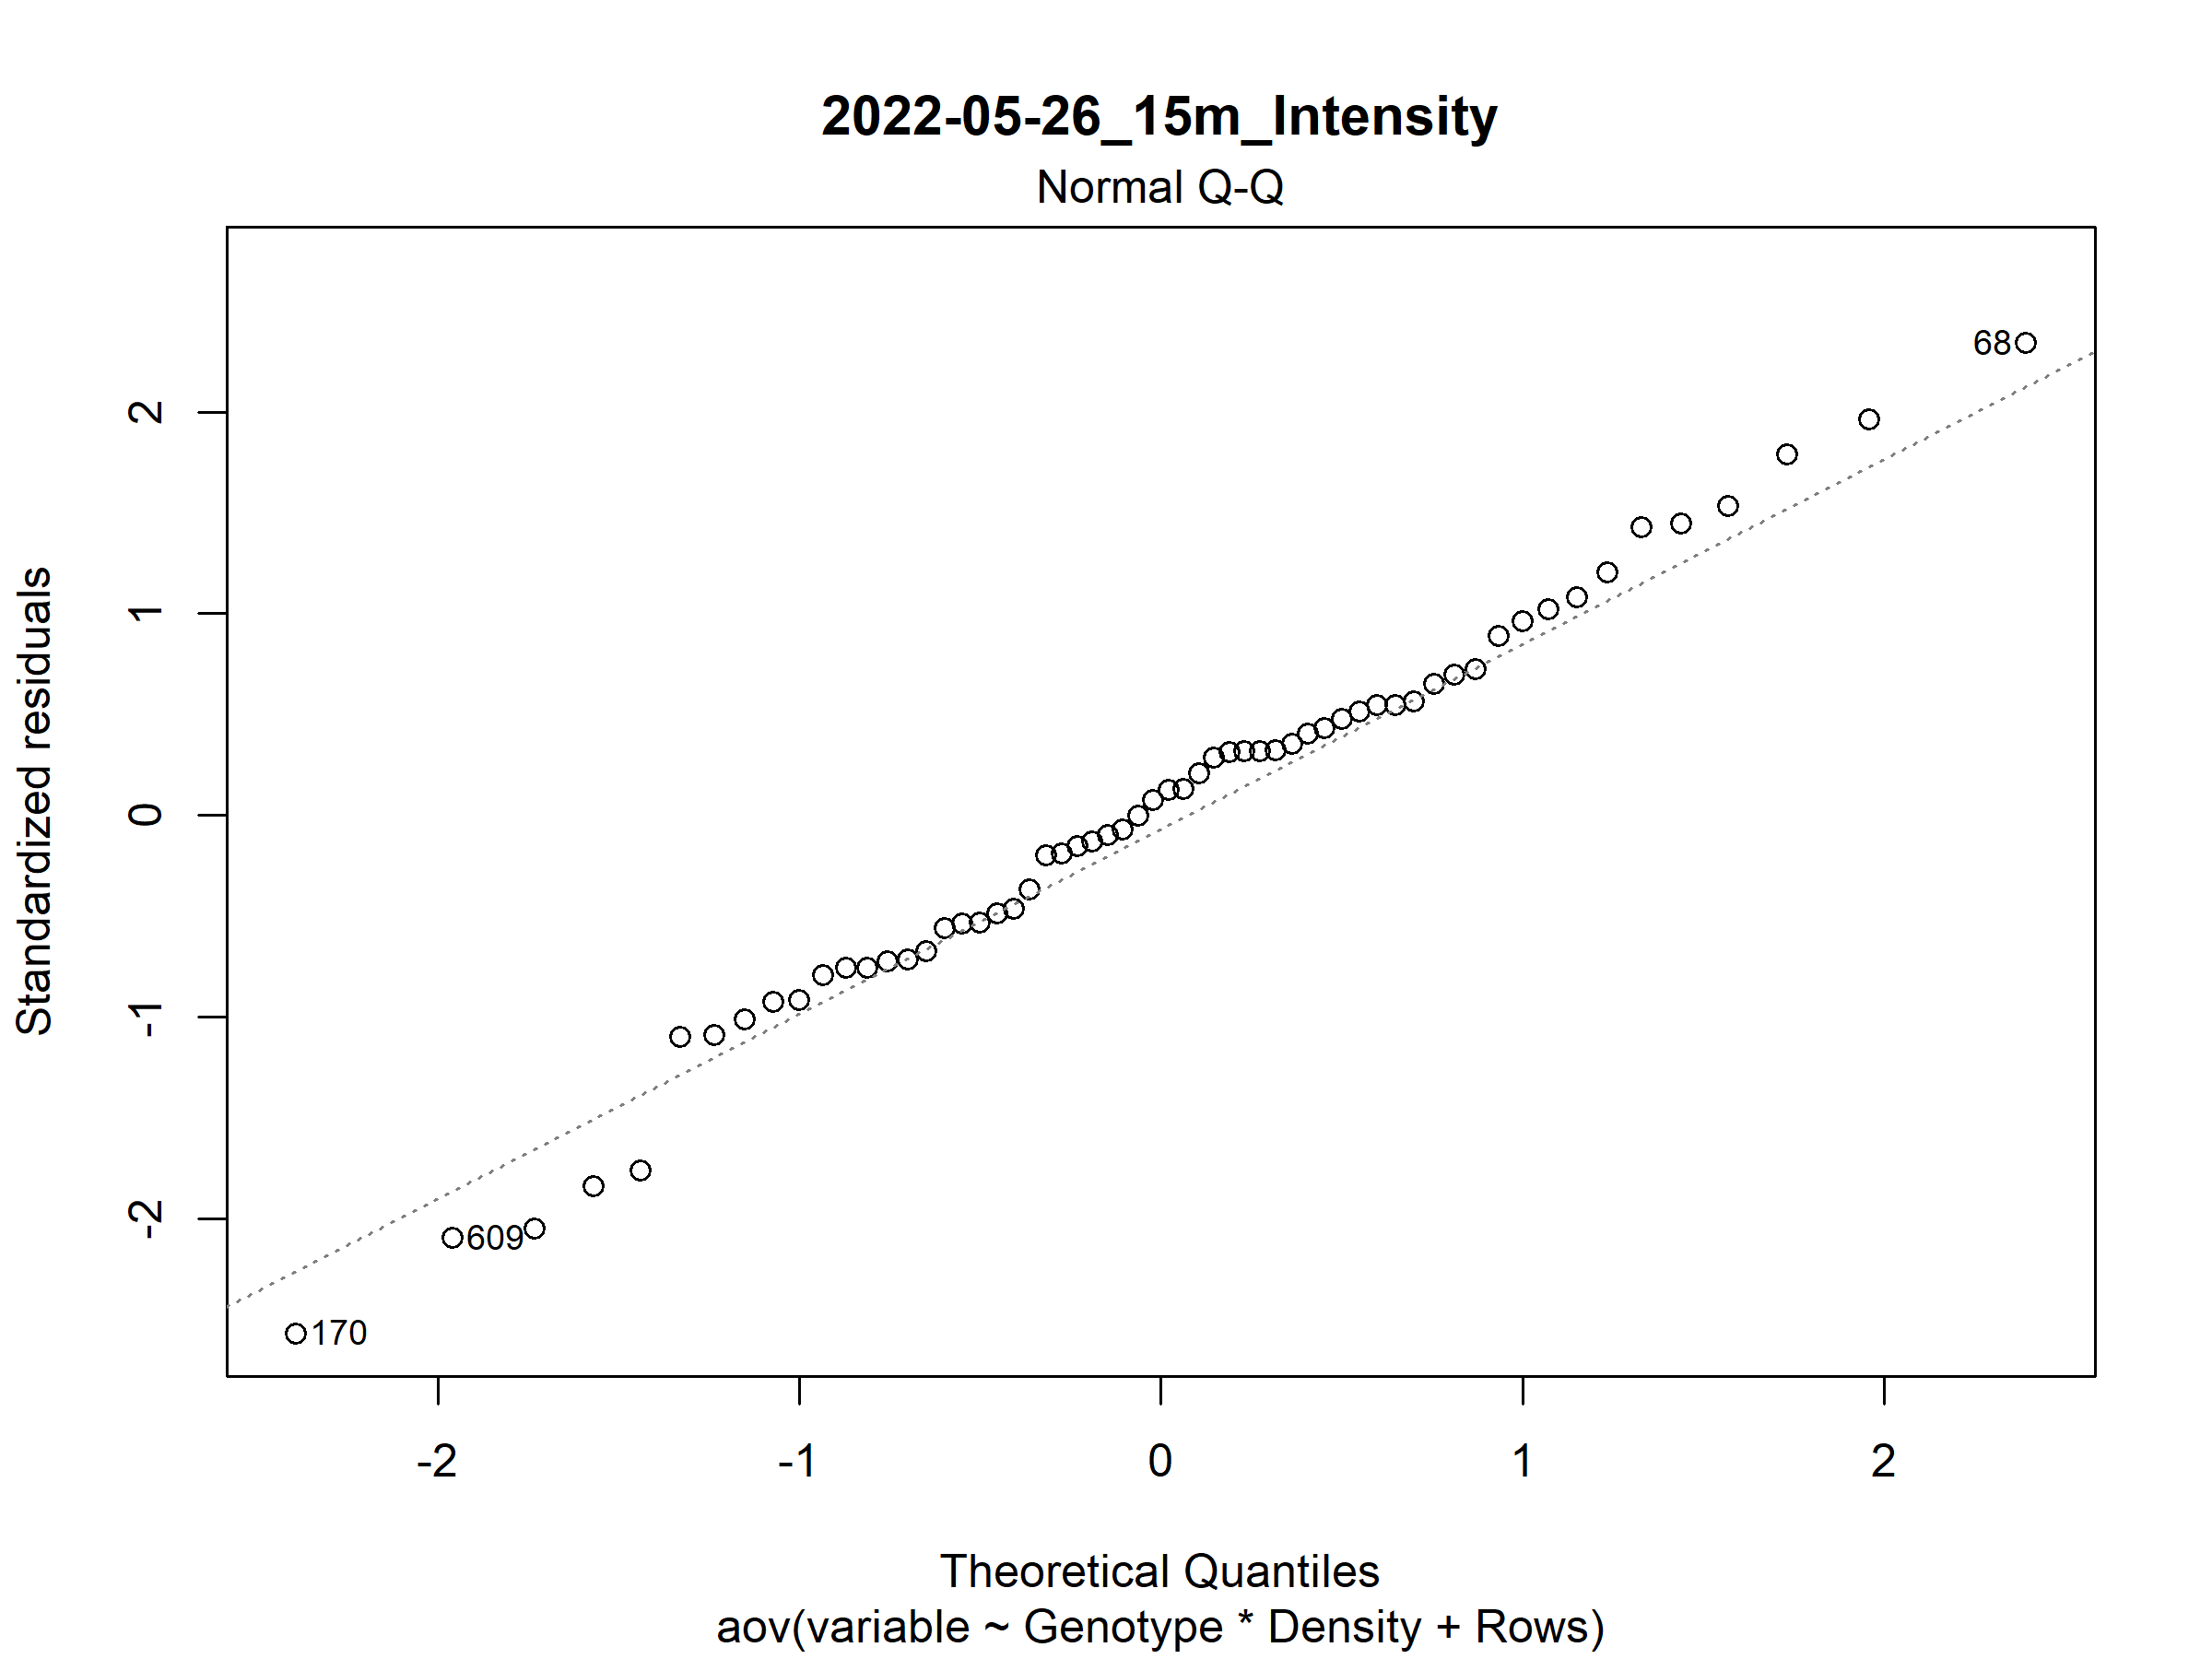 2022-05-26_15m_Intensity
Normal Q-Q
Standardized residuals
2
1
0
-1
-2
68
609
170
-2
-1
0
1
2
Theoretical Quantiles
aov(variable ~ Genotype * Density + Rows)